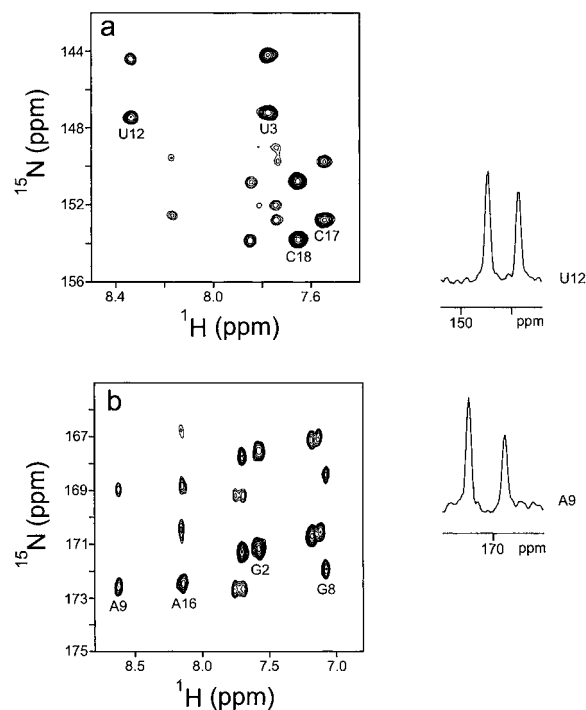 a
144
148
152
156
15N (ppm)
U12
U3
C17
C18
8.4
8.0
7.6
1H (ppm)
150
ppm
U12
b
167
169
171
173
175
15N (ppm)
A9
A16
G2
G8
8.5
8.0
7.5
7.0
1H (ppm)
170
ppm
A9